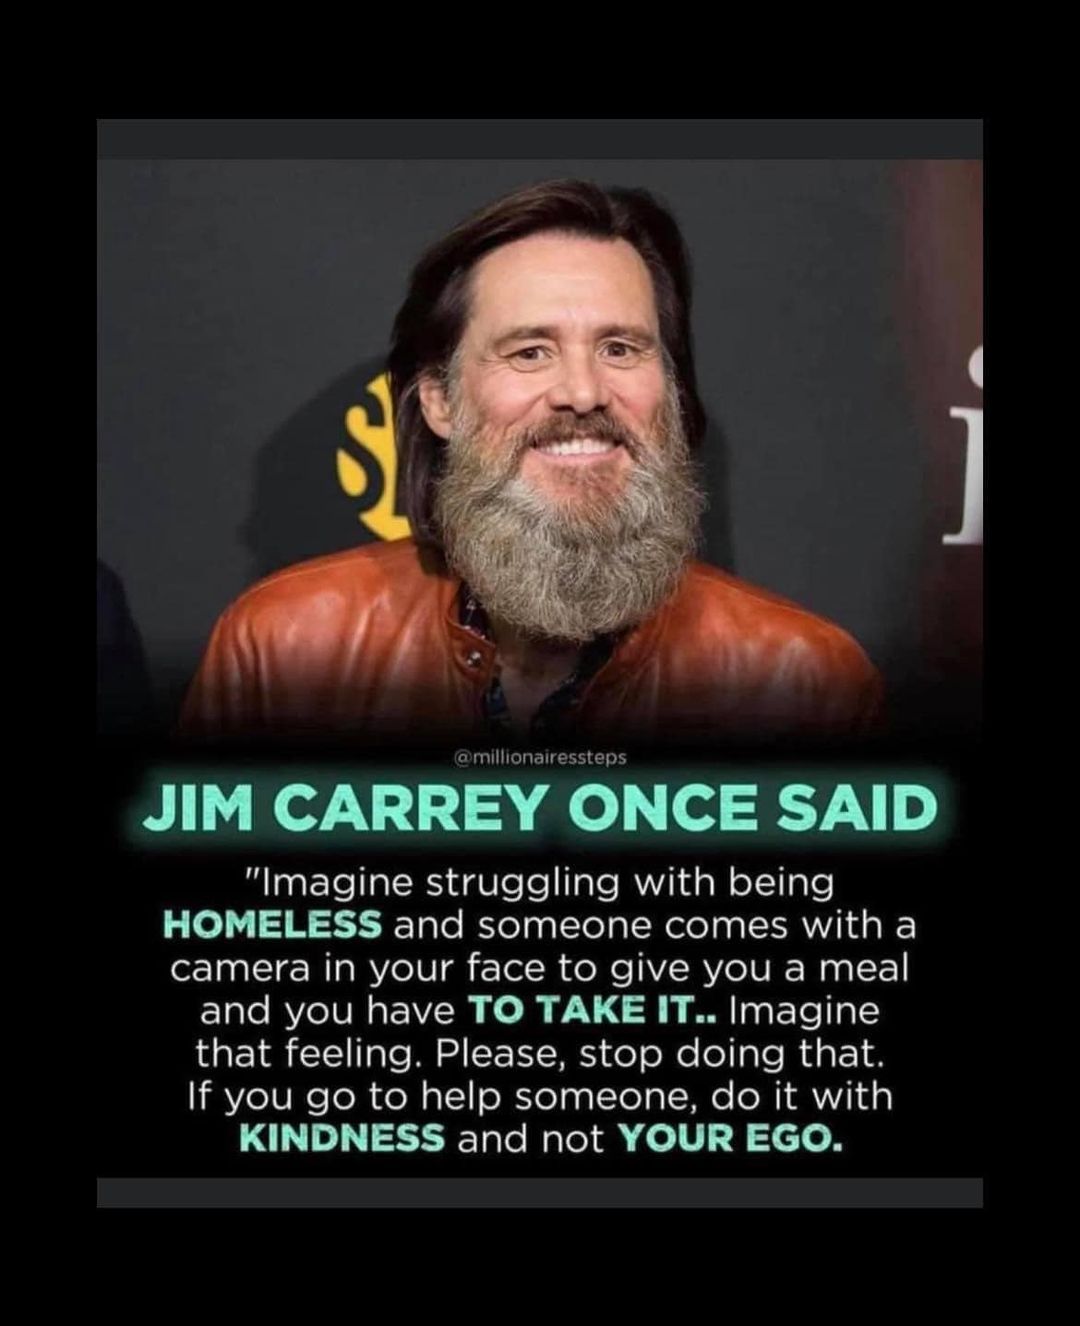 @millionairessteps
JIM CARREY ONCE SAID
"Imagine struggling with being
HOMELESS and someone comes with a
camera in your face to give you a meal
and you have TO TAKE IT.. Imagine
that feeling. Please, stop doing that.
If you go to help someone, do it with
KINDNESS and not YOUR EGO.